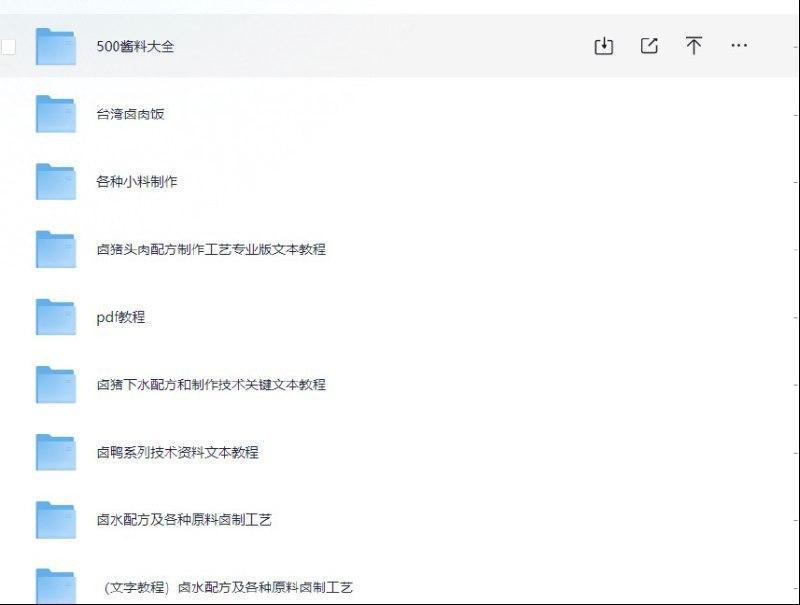 500酱料大全
台湾卤肉饭
各种小料制作
卤猪头肉配方制作工艺专业版文本教程
pdf教程
卤猪下水配方和制作技术关键文本教程
卤鸭系列技术资料文本教程
卤水配方及各种原料卤制工艺
（文字教程）卤水配方及各种原料卤制工艺